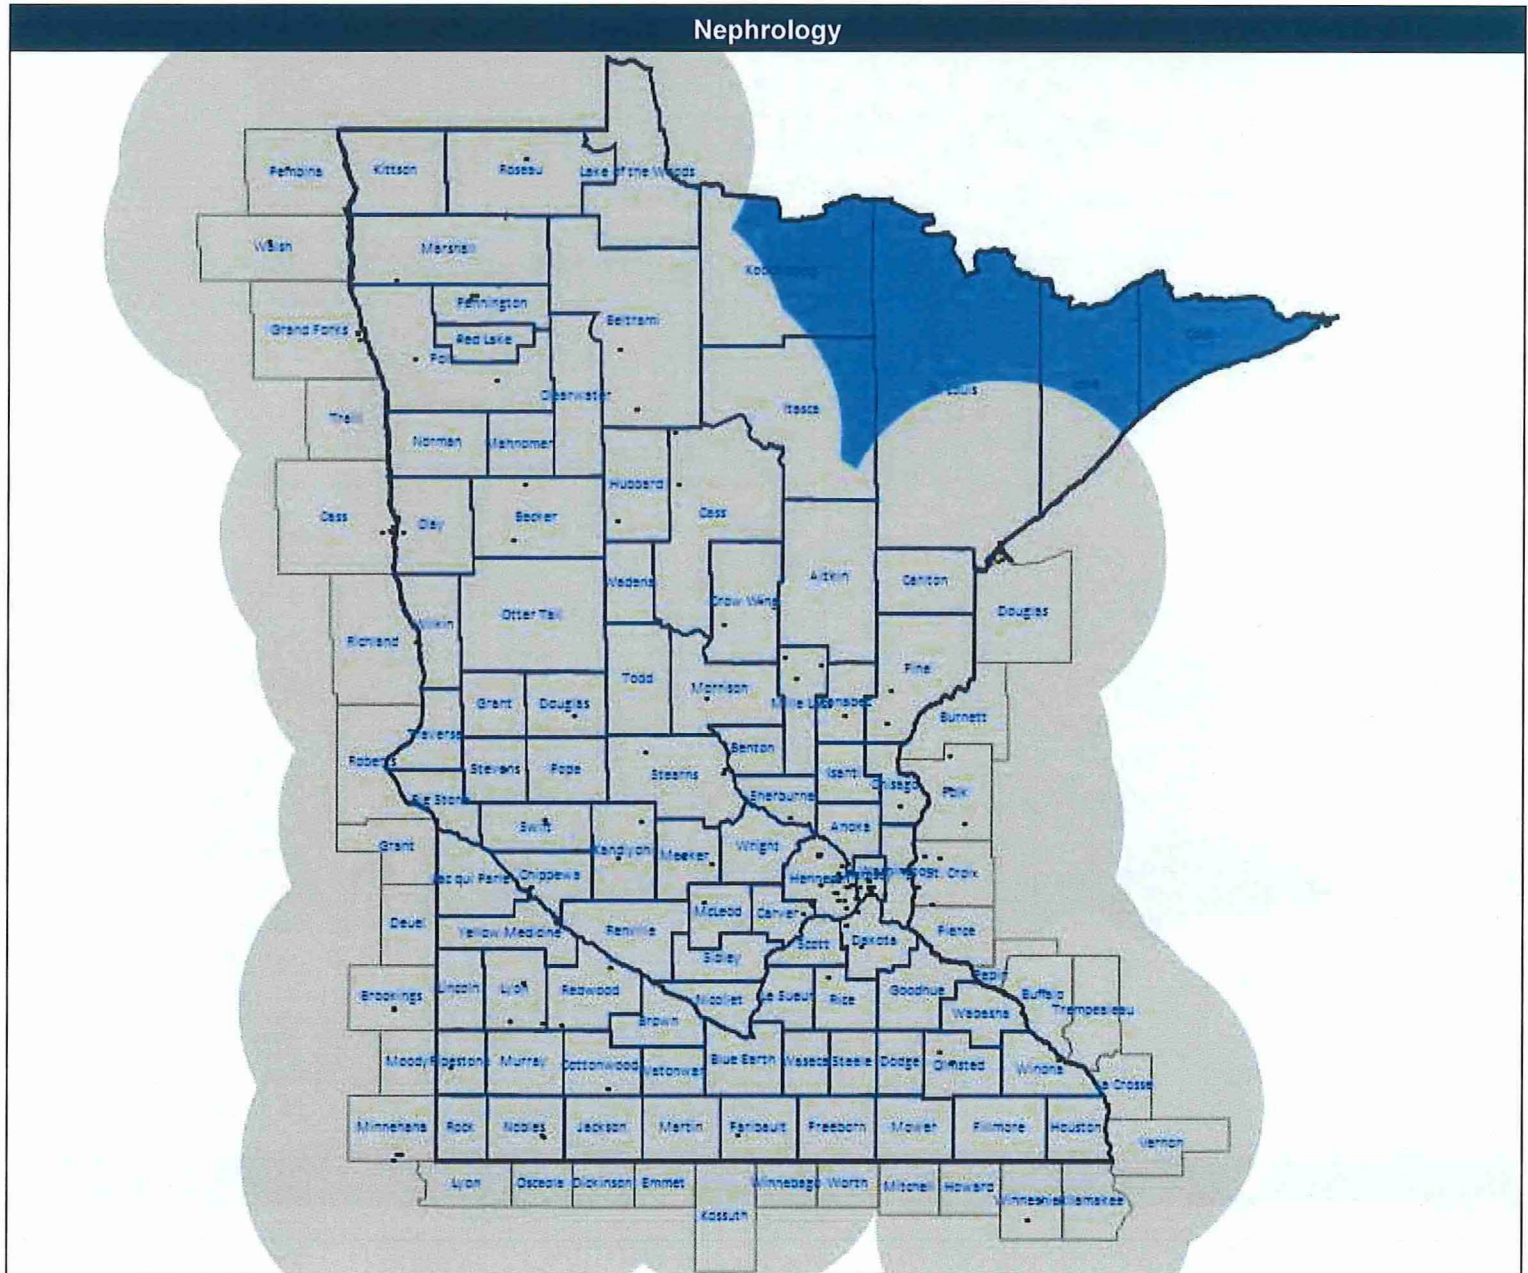 Nephrology
Pembina
Kittson
Roseau
Lake of the Woods
Walsh
Marshall
Pennington
Grand Forks
Red Lake
Beltrami
Clearwater
Itasca
St. Louis
Traill
Norman
Mahnomen
Hubbard
Cass
Clay
Becker
Cass
Wadena
Crow Wing
Aitkin
Carlton
Douglas
Otter Tail
Wilkin
Richland
Todd
Morrison
Pine
Grant
Douglas
Mille Lacs
Kanabec
Burnett
Traverse
Benton
Roberts
Stevens
Pope
Stearns
Isanti
Chisago
Polk
Big Stone
Sherburne
Swift
Anoka
Grant
Kandiyohi
Meeker
Wright
Lac qui Parle
Chippewa
Hennepin
St. Croix
McLeod
Carver
Deuel
Yellow Medicine
Renville
Scott
Dakota
Pierce
Sibley
Pepin
Brookings
Lincoln
Lyon
Redwood
Nicollet
Le Sueur
Rice
Goodhue
Buffalo
Trempealeau
Wabasha
Brown
Moody
Pipestone
Murray
Cottonwood
Watonwan
Blue Earth
Waseca
Steele
Dodge
Olmsted
Winona
La Crosse
Minnehaha
Rock
Nobles
Jackson
Martin
Faribault
Freeborn
Mower
Fillmore
Houston
Vernon
Lyon
Osceola
Dickinson
Emmet
Winnebago
Worth
Mitchell
Howard
Winneshiek
Allamakee
Kossuth